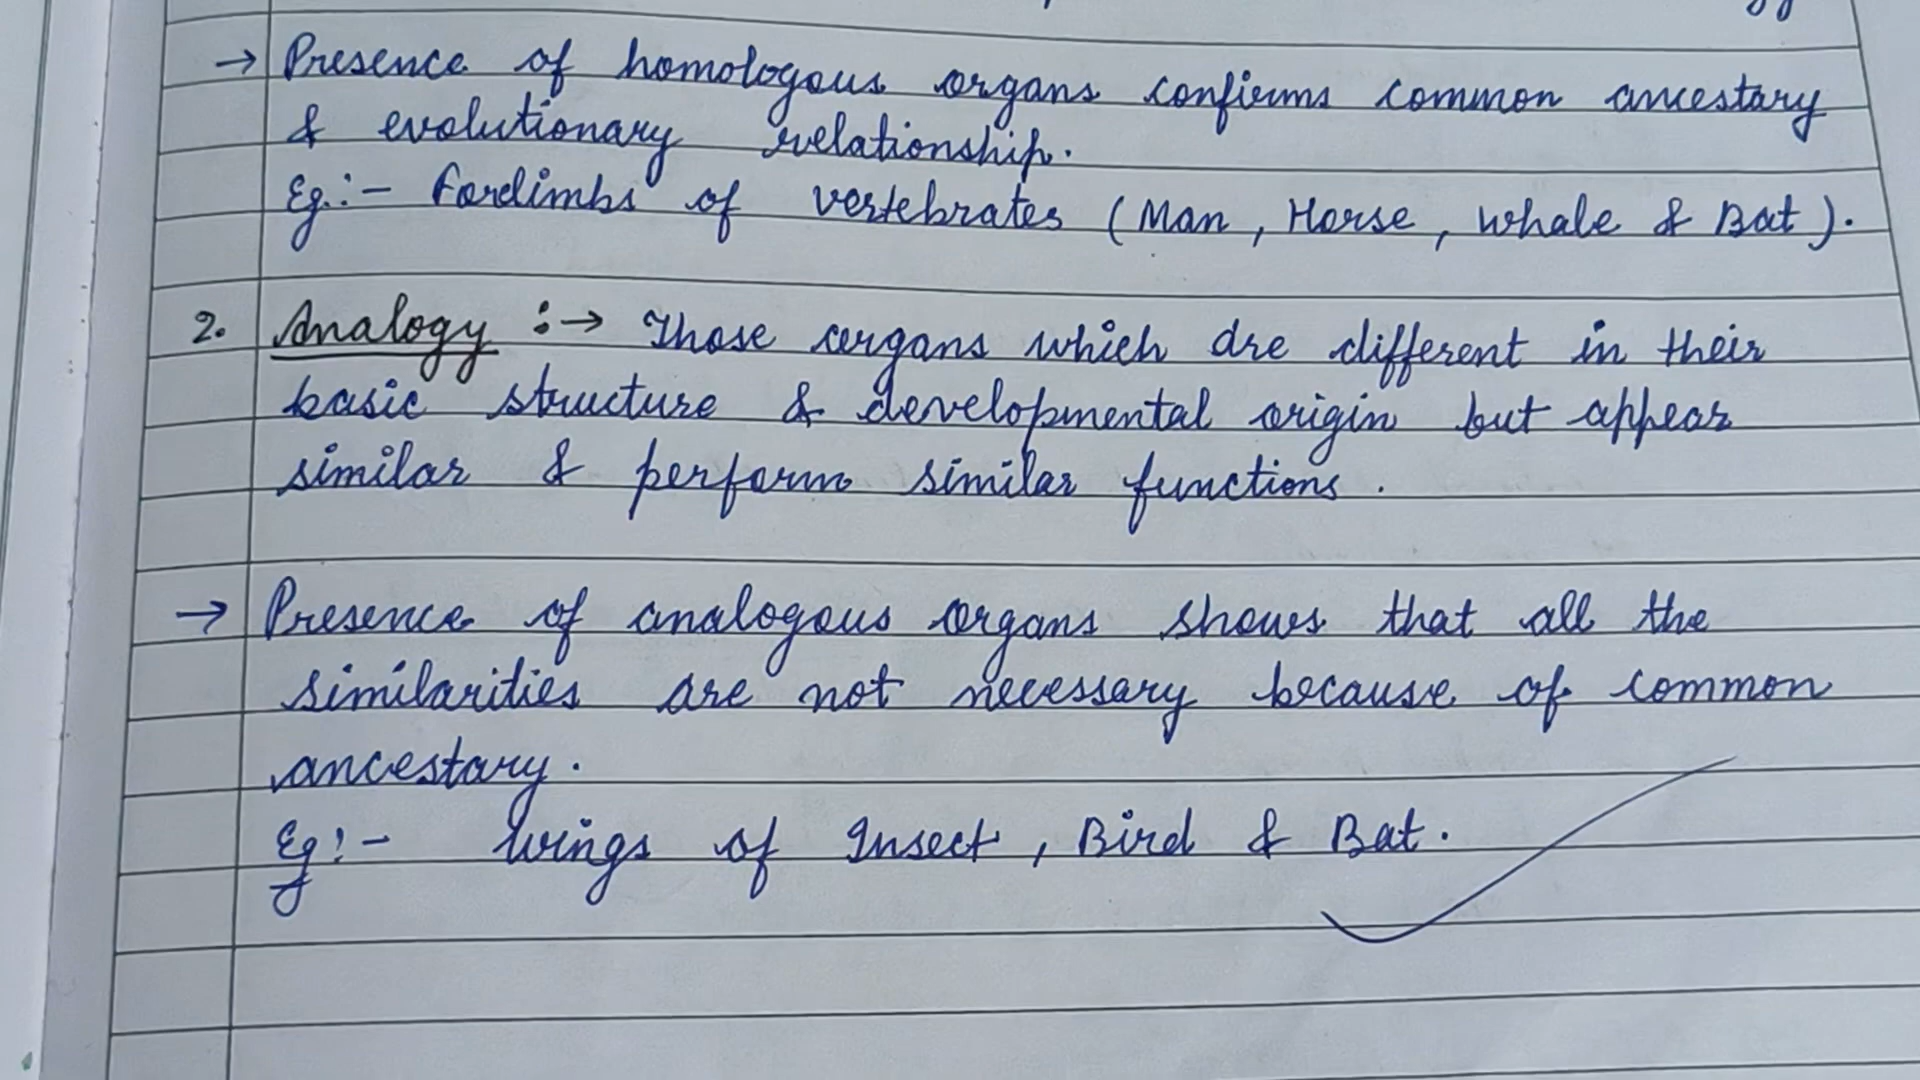 → Presence of homologous organs confirms common ancestary
& evolutionary relationship.
Eg.:- Forelimbs of vertebrates (Man, Horse, whale & Bat).
2. Analogy :→ Those organs which are different in their
basic structure & developmental origin but appear
similar & perform similar functions.
→ Presence of analogous organs shows that all the
similarities are not necessary because of common
ancestary.
Eg:- Wings of Insect, Bird & Bat.